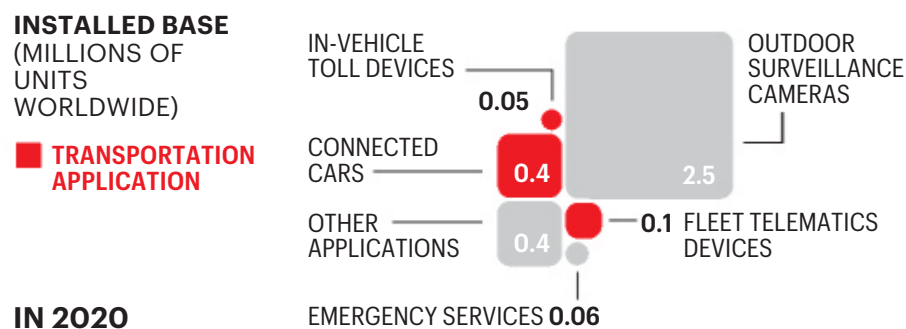 INSTALLED BASE
(MILLIONS OF
UNITS
WORLDWIDE)
TRANSPORTATION
APPLICATION
IN-VEHICLE
TOLL DEVICES
0.05
CONNECTED
CARS
0.4
OTHER
APPLICATIONS
0.4
OUTDOOR
SURVEILLANCE
CAMERAS
2.5
0.1 FLEET TELEMATICS
DEVICES
EMERGENCY SERVICES 0.06
IN 2020